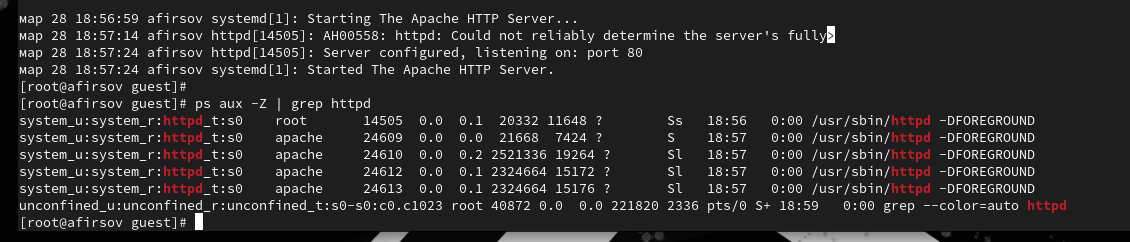 мар 28 18:56:59 afirsov systemd[1]: Starting The Apache HTTP Server...
мар 28 18:57:14 afirsov httpd[14505]: AH00558: httpd: Could not reliably determine the server's fully>
мар 28 18:57:24 afirsov httpd[14505]: Server configured, listening on: port 80
мар 28 18:57:24 afirsov systemd[1]: Started The Apache HTTP Server.
[root@afirsov guest]#
[root@afirsov guest]# ps aux -Z | grep httpd
system_u:system_r:httpd_t:s0    root       14505  0.0  0.1  20332 11648 ?        Ss   18:56   0:00 /usr/sbin/httpd -DFOREGROUND
system_u:system_r:httpd_t:s0    apache     24609  0.0  0.0  21668  7424 ?        S    18:57   0:00 /usr/sbin/httpd -DFOREGROUND
system_u:system_r:httpd_t:s0    apache     24610  0.0  0.2 2521336 19264 ?       Sl   18:57   0:00 /usr/sbin/httpd -DFOREGROUND
system_u:system_r:httpd_t:s0    apache     24612  0.0  0.1 2324664 15172 ?       Sl   18:57   0:00 /usr/sbin/httpd -DFOREGROUND
system_u:system_r:httpd_t:s0    apache     24613  0.0  0.1 2324664 15176 ?       Sl   18:57   0:00 /usr/sbin/httpd -DFOREGROUND
unconfined_u:unconfined_r:unconfined_t:s0-s0:c0.c1023 root 40872 0.0  0.0 221820 2336 pts/0 S+ 18:59   0:00 grep --color=auto httpd
[root@afirsov guest]#